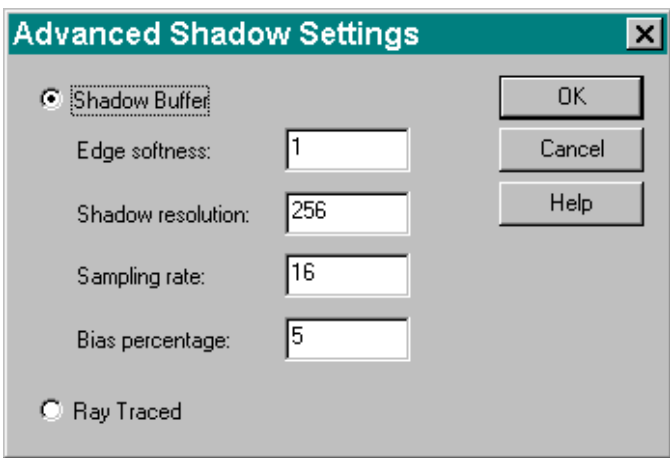 Advanced Shadow Settings
Shadow Buffer
OK
Edge softness: 1
Cancel
Shadow resolution: 256
Help
Sampling rate: 16
Bias percentage: 5
Ray Traced